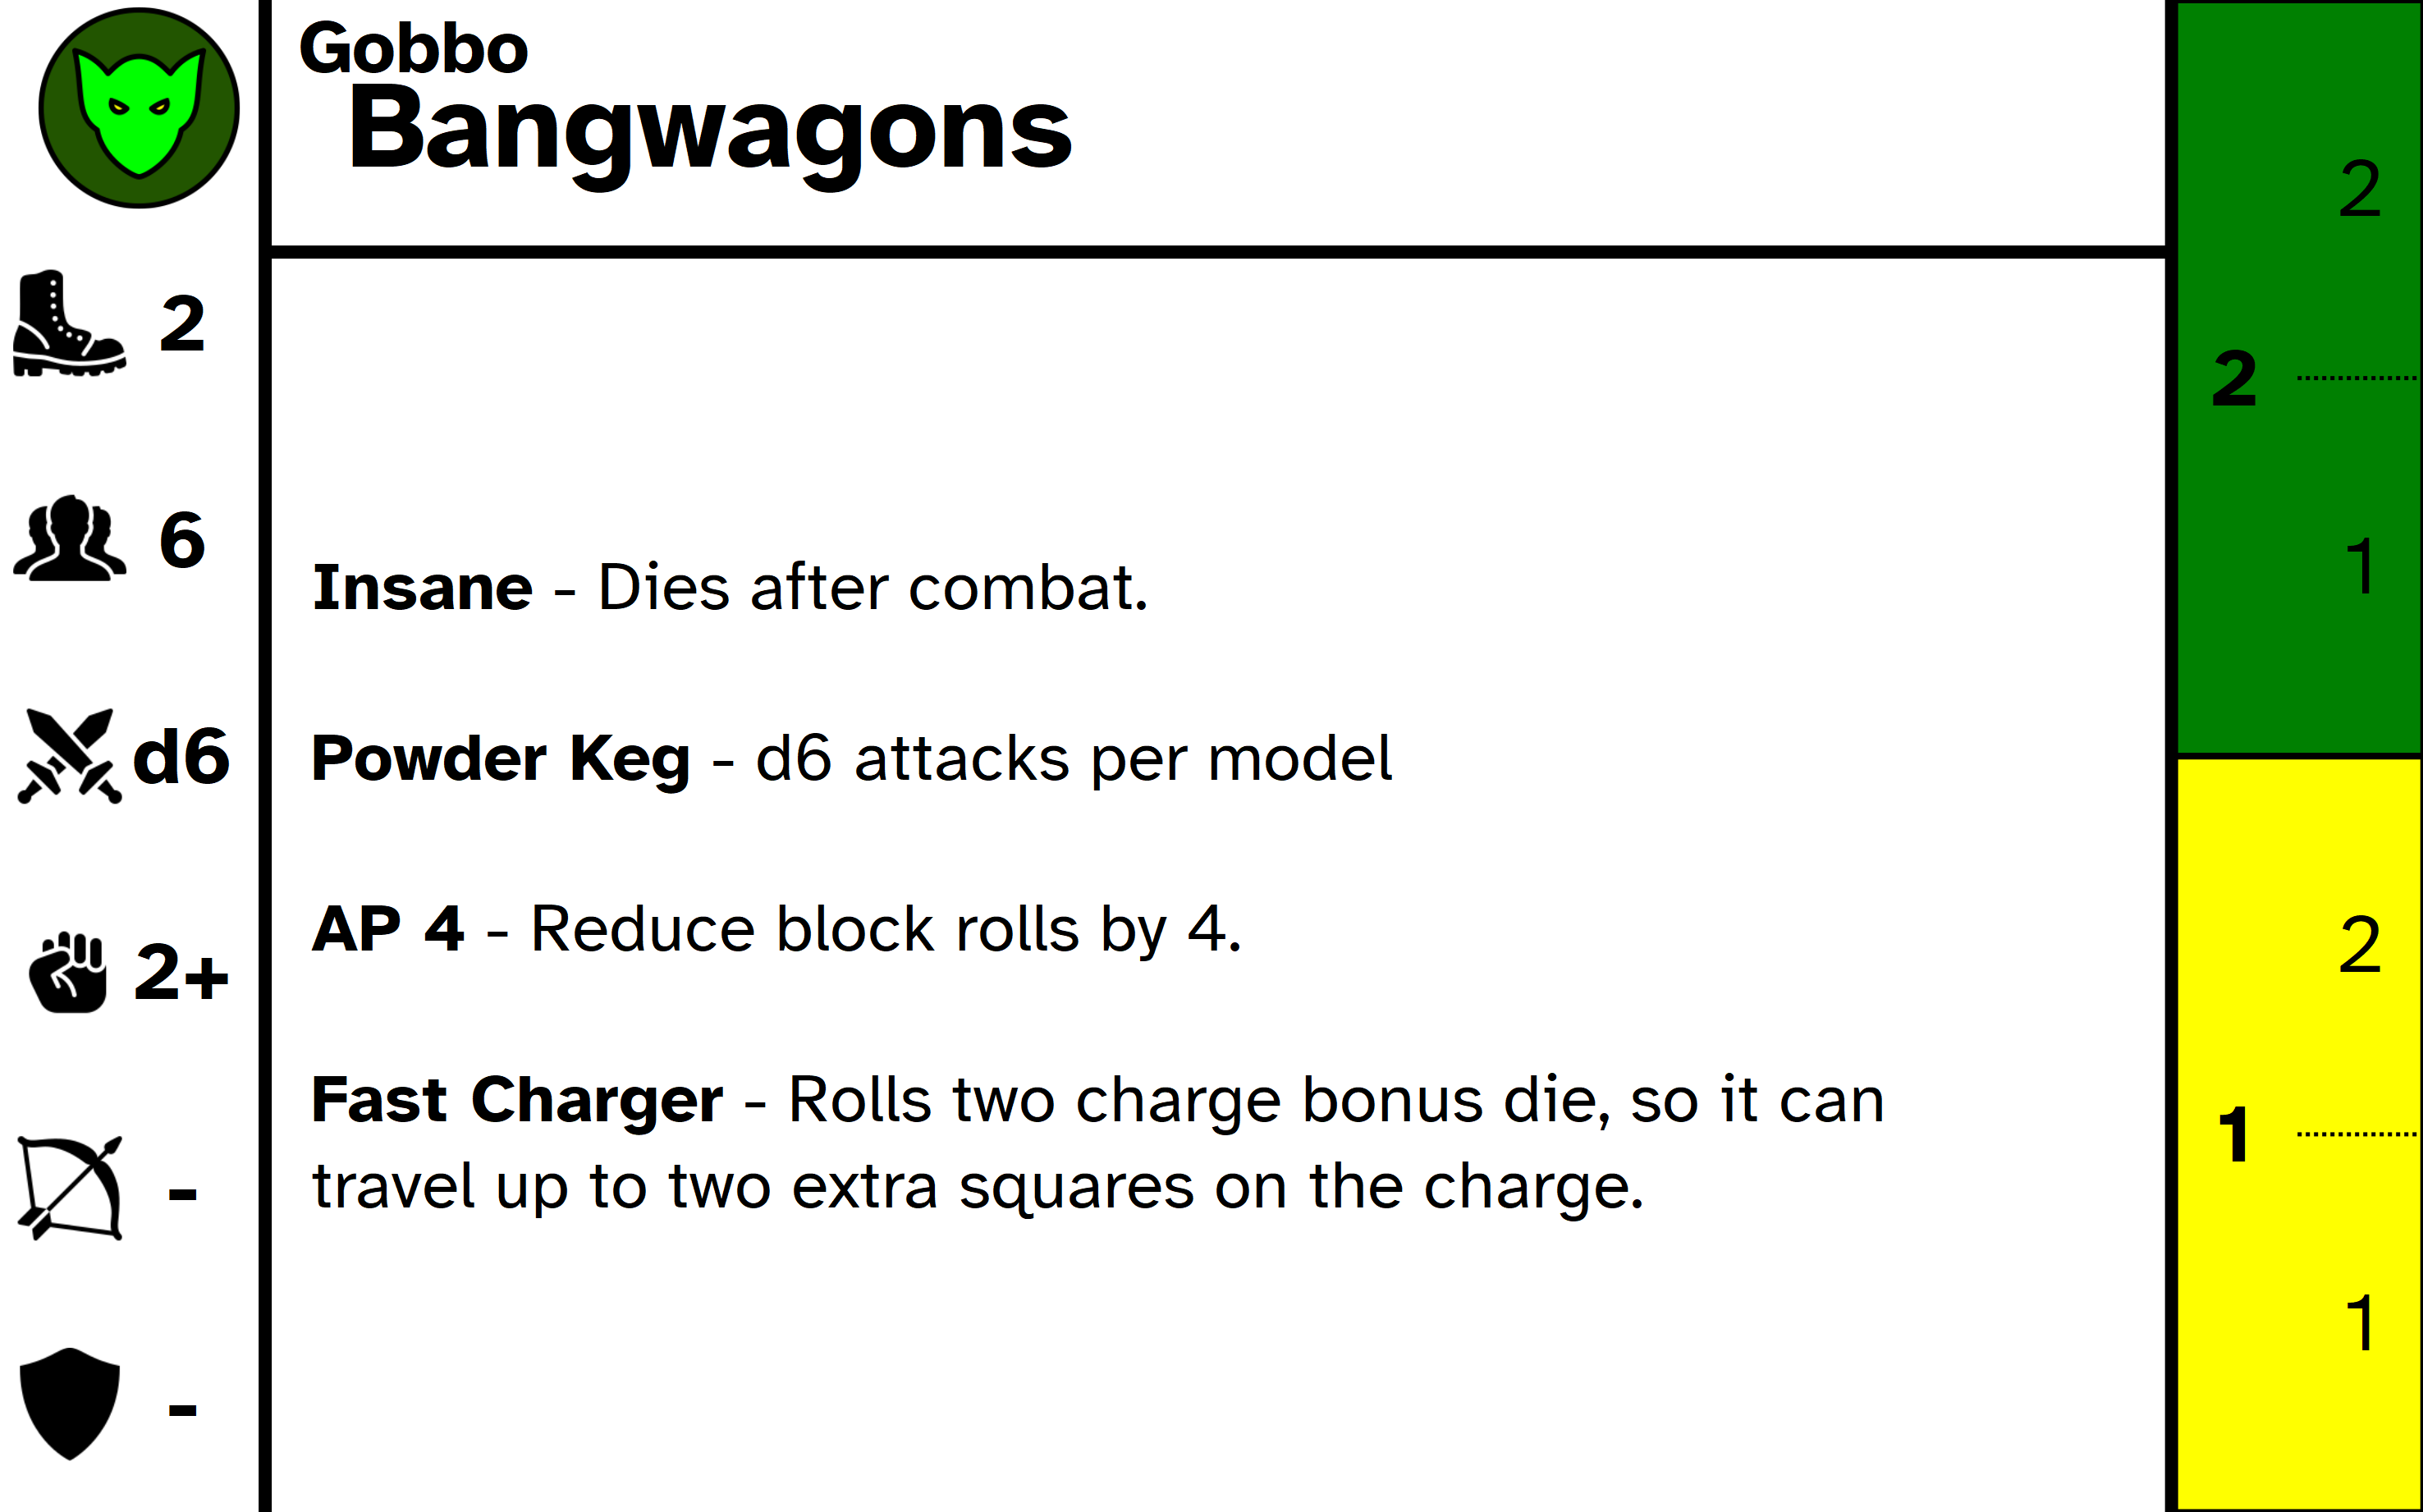 Gobbo
Bangwagons
2
6
d6
2+
-
-
Insane - Dies after combat.
Powder Keg - d6 attacks per model
AP 4 - Reduce block rolls by 4.
Fast Charger - Rolls two charge bonus die, so it can
travel up to two extra squares on the charge.
2
2
1
2
1
1